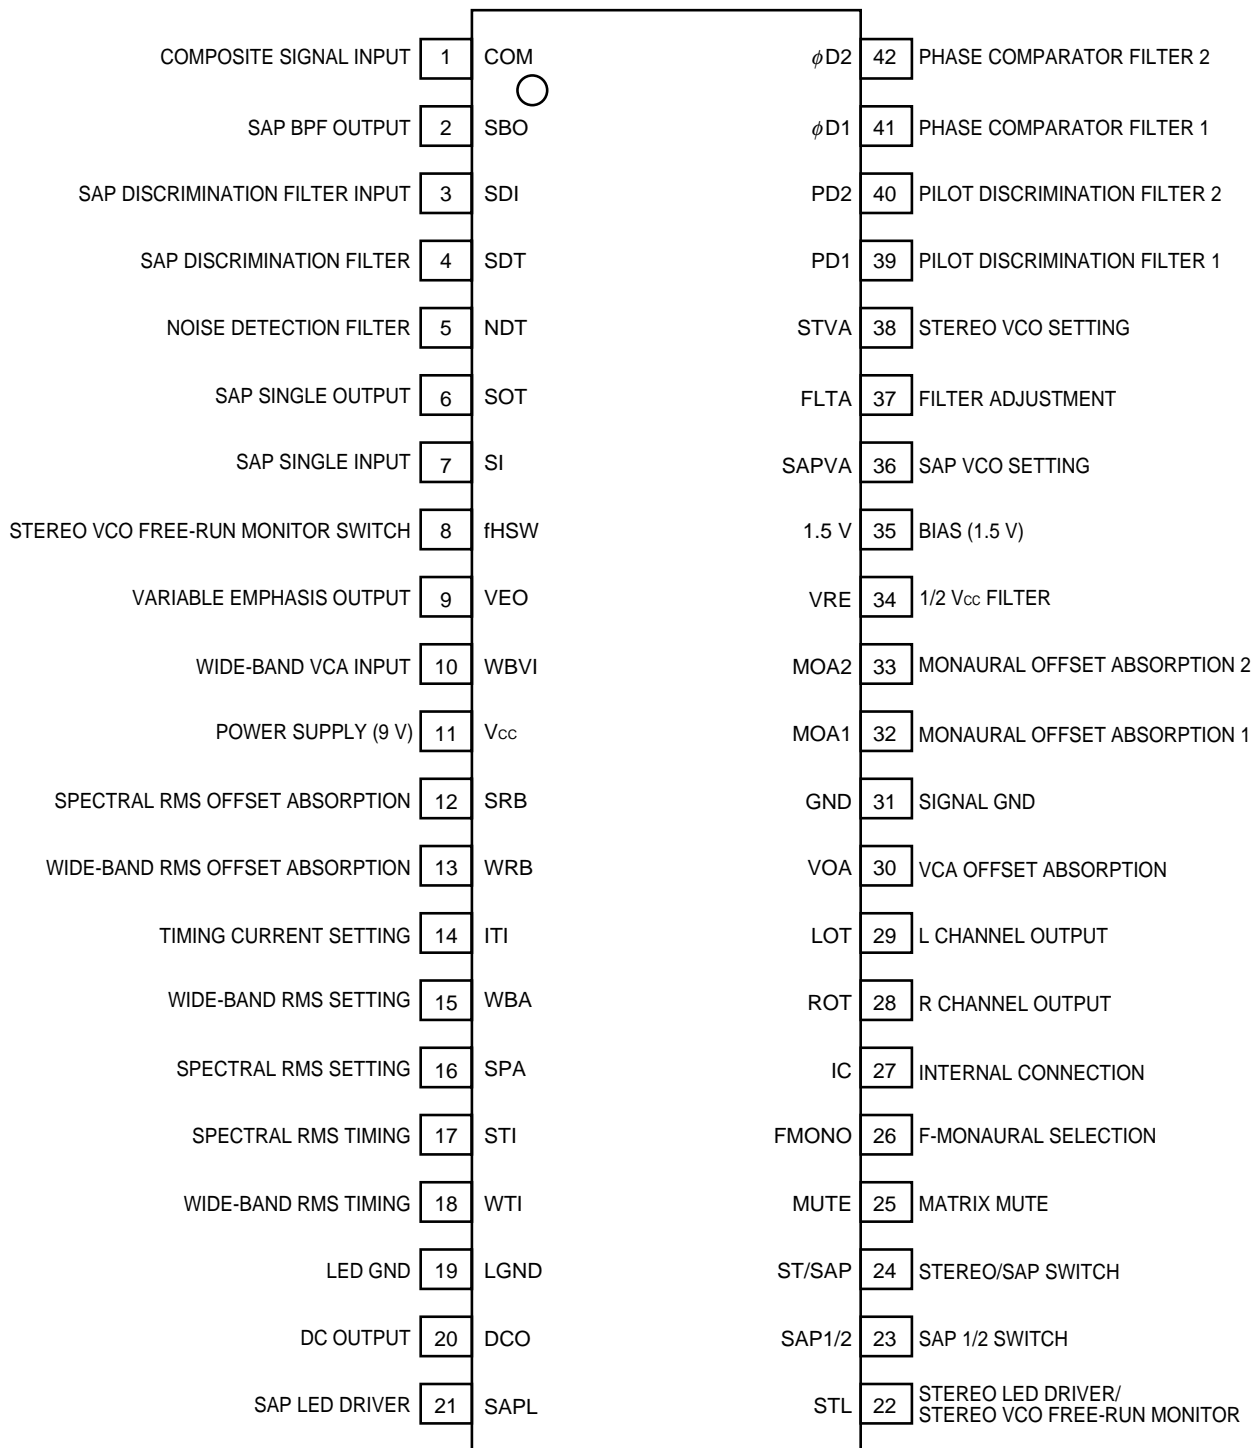 COMPOSITE SIGNAL INPUT 1 COM φD2 42 PHASE COMPARATOR FILTER 2
SAP BPF OUTPUT 2 SBO φD1 41 PHASE COMPARATOR FILTER 1
SAP DISCRIMINATION FILTER INPUT 3 SDI PD2 40 PILOT DISCRIMINATION FILTER 2
SAP DISCRIMINATION FILTER 4 SDT PD1 39 PILOT DISCRIMINATION FILTER 1
NOISE DETECTION FILTER 5 NDT STVA 38 STEREO VCO SETTING
SAP SINGLE OUTPUT 6 SOT FLTA 37 FILTER ADJUSTMENT
SAP SINGLE INPUT 7 SI SAPVA 36 SAP VCO SETTING
STEREO VCO FREE-RUN MONITOR SWITCH 8 fHSW 1.5 V 35 BIAS (1.5 V)
VARIABLE EMPHASIS OUTPUT 9 VEO VRE 34 1/2 Vcc FILTER
WIDE-BAND VCA INPUT 10 WBVI MOA2 33 MONAURAL OFFSET ABSORPTION 2
POWER SUPPLY (9 V) 11 Vcc MOA1 32 MONAURAL OFFSET ABSORPTION 1
SPECTRAL RMS OFFSET ABSORPTION 12 SRB GND 31 SIGNAL GND
WIDE-BAND RMS OFFSET ABSORPTION 13 WRB VOA 30 VCA OFFSET ABSORPTION
TIMING CURRENT SETTING 14 ITI LOT 29 L CHANNEL OUTPUT
WIDE-BAND RMS SETTING 15 WBA ROT 28 R CHANNEL OUTPUT
SPECTRAL RMS SETTING 16 SPA IC 27 INTERNAL CONNECTION
SPECTRAL RMS TIMING 17 STI FMONO 26 F-MONAURAL SELECTION
WIDE-BAND RMS TIMING 18 WTI MUTE 25 MATRIX MUTE
LED GND 19 LGND ST/SAP 24 STEREO/SAP SWITCH
DC OUTPUT 20 DCO SAP1/2 23 SAP 1/2 SWITCH
SAP LED DRIVER 21 SAPL STL 22 STEREO LED DRIVER/
STEREO VCO FREE-RUN MONITOR